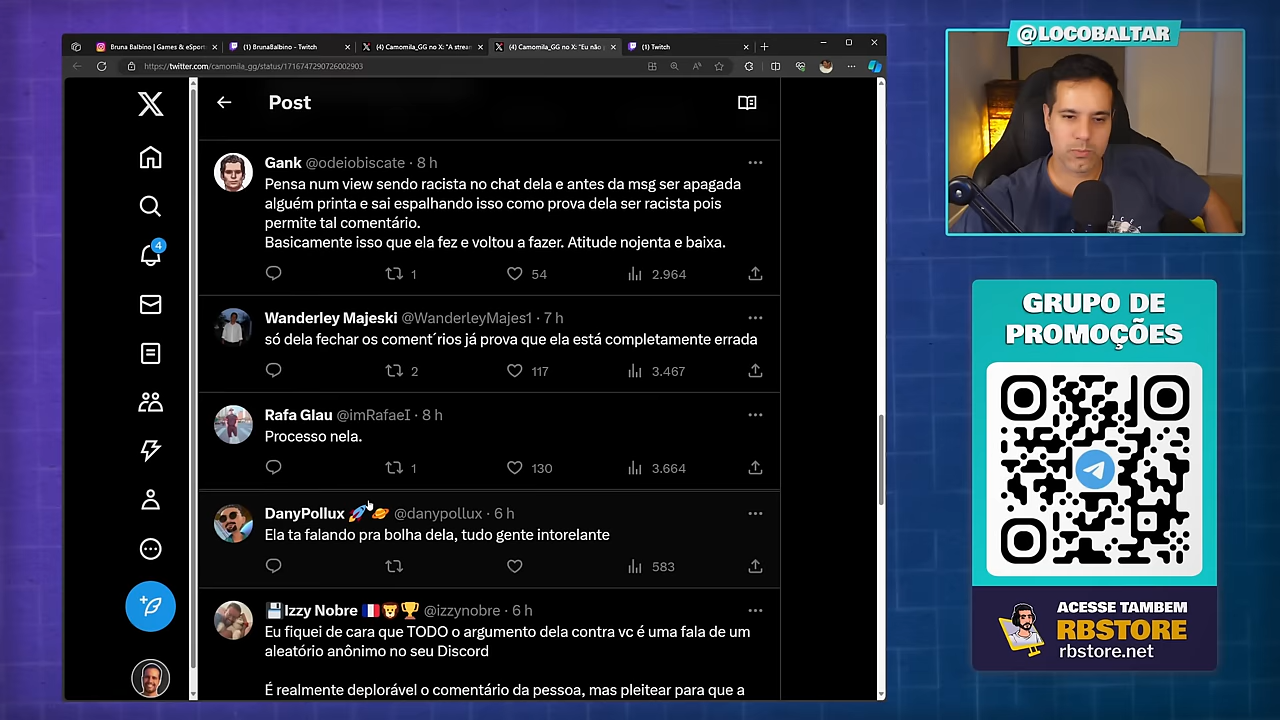 Bruna Balbino | Games & eSport
(1) BrunaBalbino - Twitch
(4) Camomila_GG no X: "A strean
(4) Camomila_GG no X: "Eu não p
(1) Twitch
https://twitter.com/camomila_gg/status/1716747290726002903
@LOCOBALTAR
Post
4
Gank @odeiobiscate · 8 h
Pensa num view sendo racista no chat dela e antes da msg ser apagada
alguém printa e sai espalhando isso como prova dela ser racista pois
permite tal comentário.
Basicamente isso que ela fez e voltou a fazer. Atitude nojenta e baixa.
1 54 2.964
Wanderley Majeski @WanderleyMajes1 · 7 h
só dela fechar os coment´rios já prova que ela está completamente errada
2 117 3.467
Rafa Glau @imRafaeI · 8 h
Processo nela.
1 130 3.664
DanyPollux 🚀🪐 @danypollux · 6 h
Ela ta falando pra bolha dela, tudo gente intorelante
583
💾Izzy Nobre 🇫🇷🦁🏆 @izzynobre · 6 h
Eu fiquei de cara que TODO o argumento dela contra vc é uma fala de um
aleatório anônimo no seu Discord
É realmente deplorável o comentário da pessoa, mas pleitear para que a
GRUPO DE
PROMOÇÕES
ACESSE TAMBEM
RBSTORE
rbstore.net